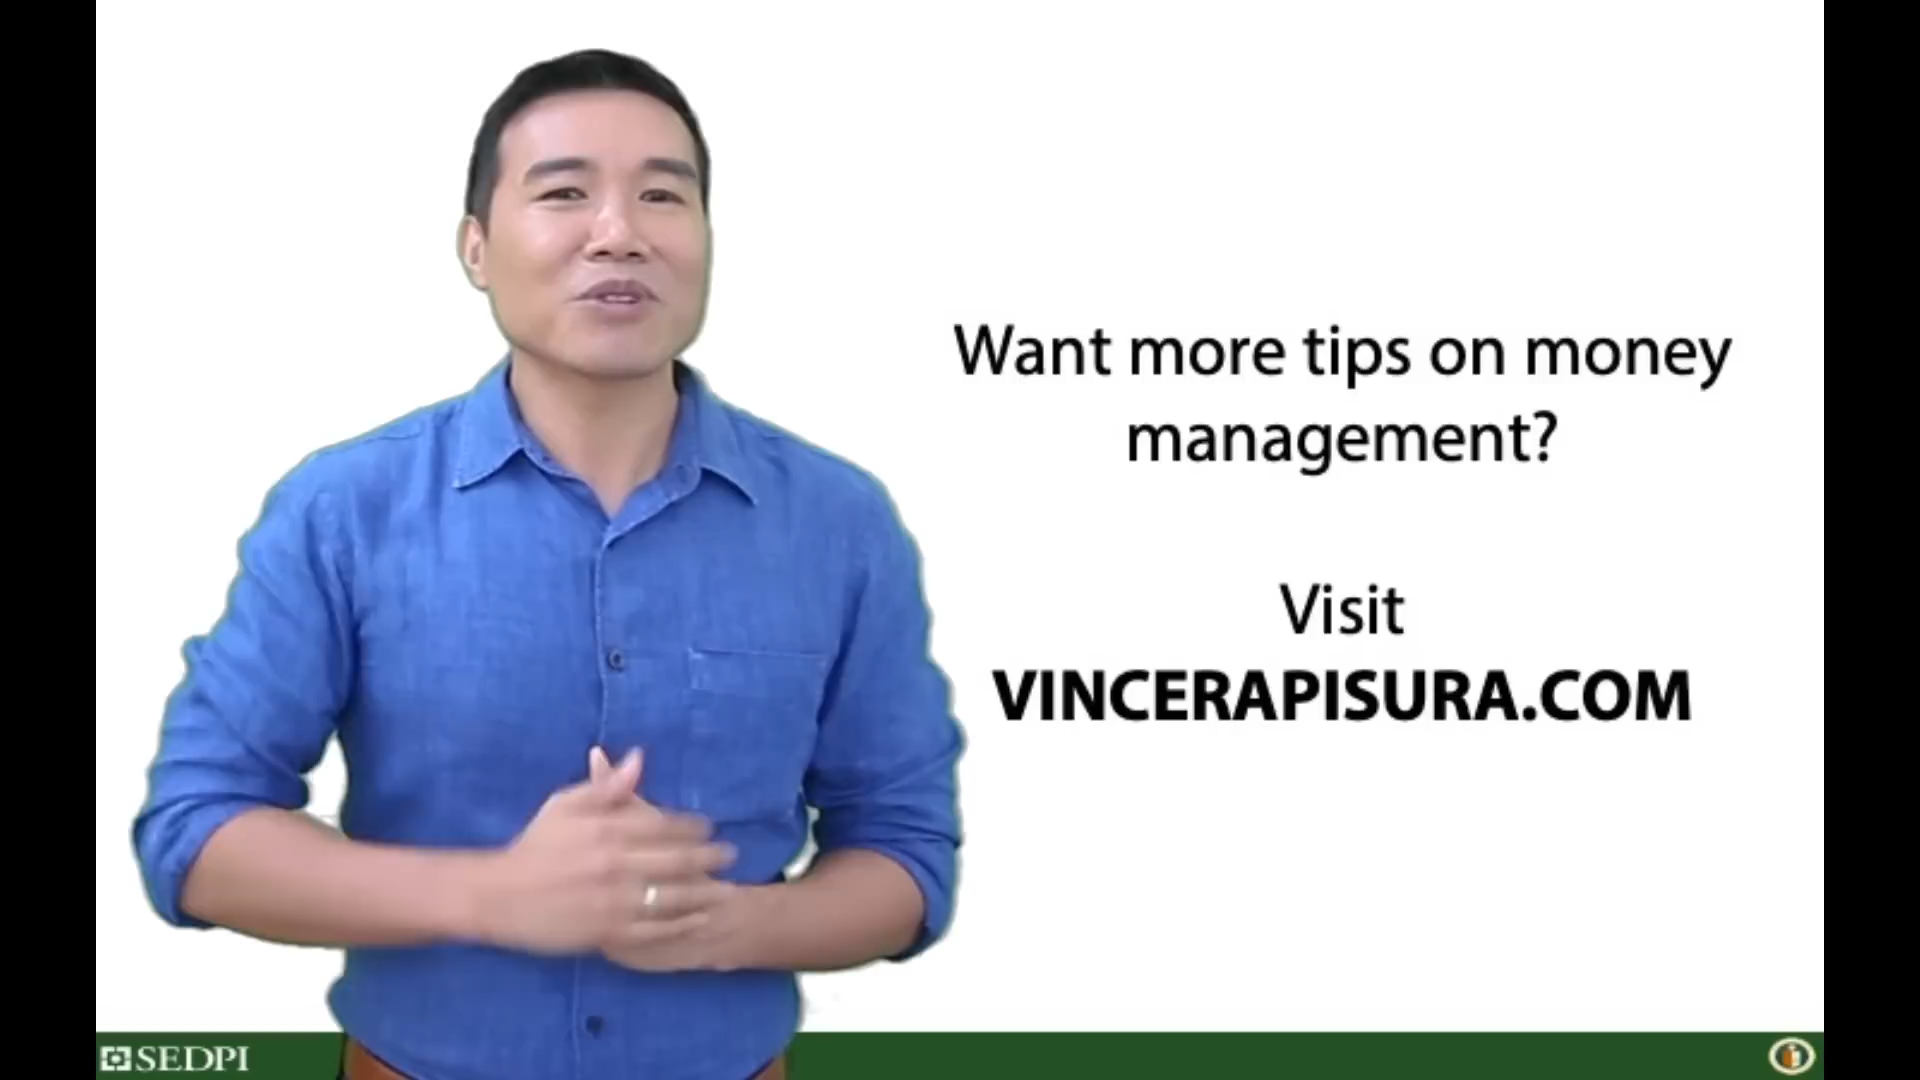 Want more tips on money
management?
Visit
VINCERAPISURA.COM
SEDPI